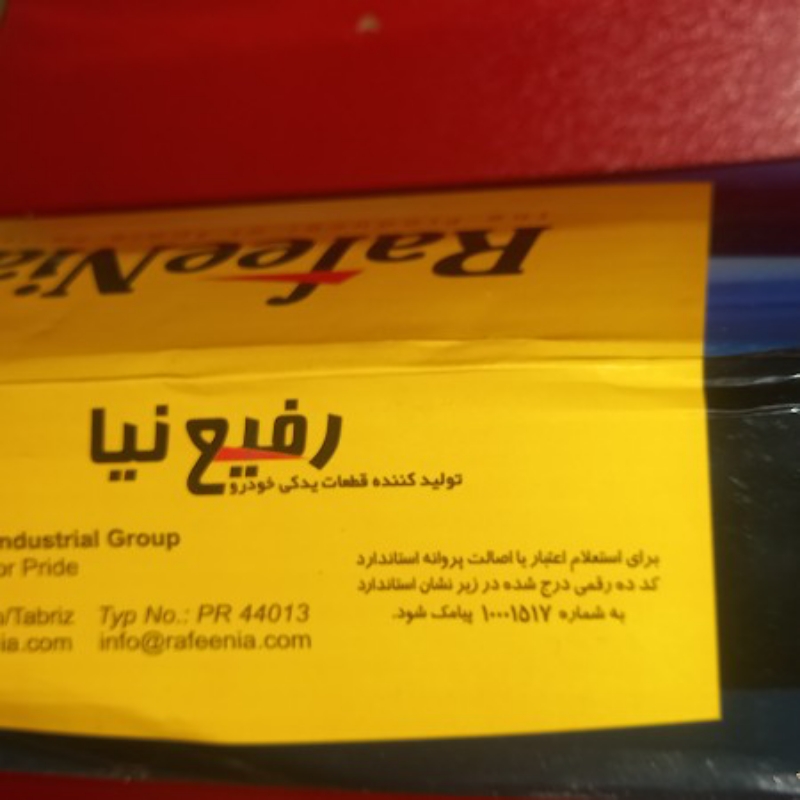 RafeeNia
رفیع نیا
تولید کننده قطعات یدکی خودرو
ndustrial Group
or Pride
/Tabriz Typ No.: PR 44013
ia.com info@rafeenia.com
برای استعلام اعتبار یا اصالت پروانه استاندارد
کد ده رقمی درج شده در زیر نشان استاندارد
به شماره ۱۰۰۰۱۵۱۷ پیامک شود.